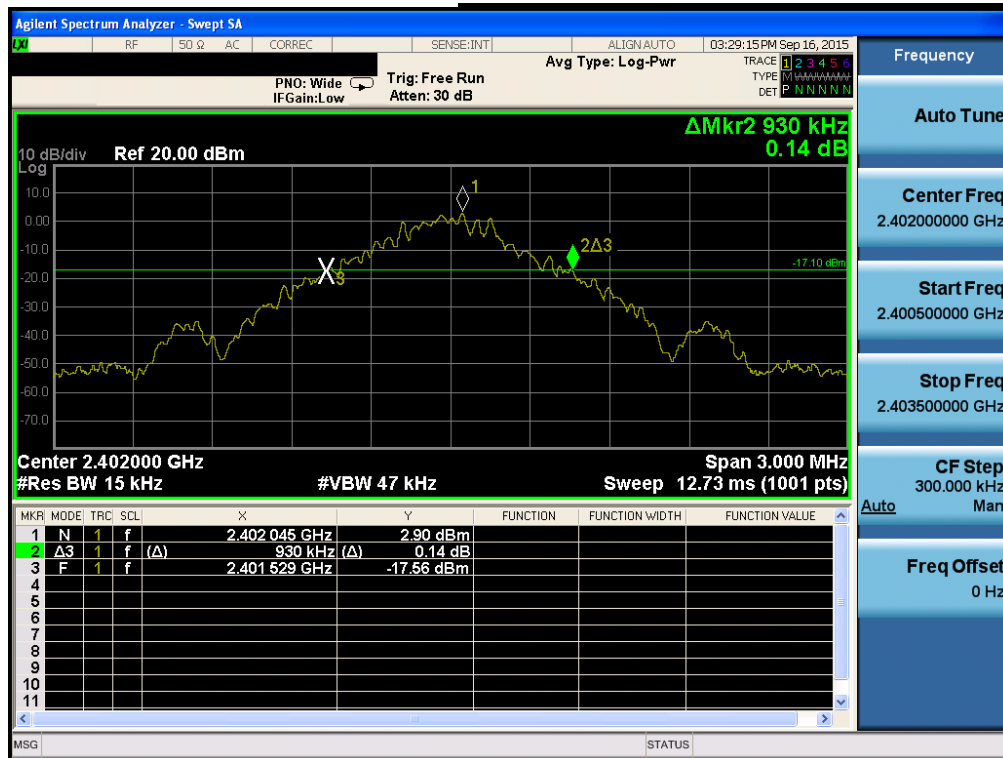 Agilent Spectrum Analyzer - Swept SA
LXI RF 50 Ω AC CORREC SENSE:INT ALIGN AUTO 03:29:15 PM Sep 16, 2015
PNO: Wide IFGain:Low
Trig: Free Run Atten: 30 dB
Avg Type: Log-Pwr
TRACE 1 2 3 4 5 6
TYPE M WWWWW
DET P N N N N N
ΔMkr2 930 kHz
0.14 dB
10 dB/div Ref 20.00 dBm
Log
10.0
0.00
-10.0
-20.0
-30.0
-40.0
-50.0
-60.0
-70.0
1
2Δ3
3
-17.10 dBm
Center 2.402000 GHz Span 3.000 MHz
#Res BW 15 kHz #VBW 47 kHz Sweep 12.73 ms (1001 pts)
MKR MODE TRC SCL X Y FUNCTION FUNCTION WIDTH FUNCTION VALUE
1 N 1 f 2.402 045 GHz 2.90 dBm
2 Δ3 1 f (Δ) 930 kHz (Δ) 0.14 dB
3 F 1 f 2.401 529 GHz -17.56 dBm
4
5
6
7
8
9
10
11
MSG STATUS
Frequency
Auto Tune
Center Freq
2.402000000 GHz
Start Freq
2.400500000 GHz
Stop Freq
2.403500000 GHz
CF Step
300.000 kHz
Auto Man
Freq Offset
0 Hz